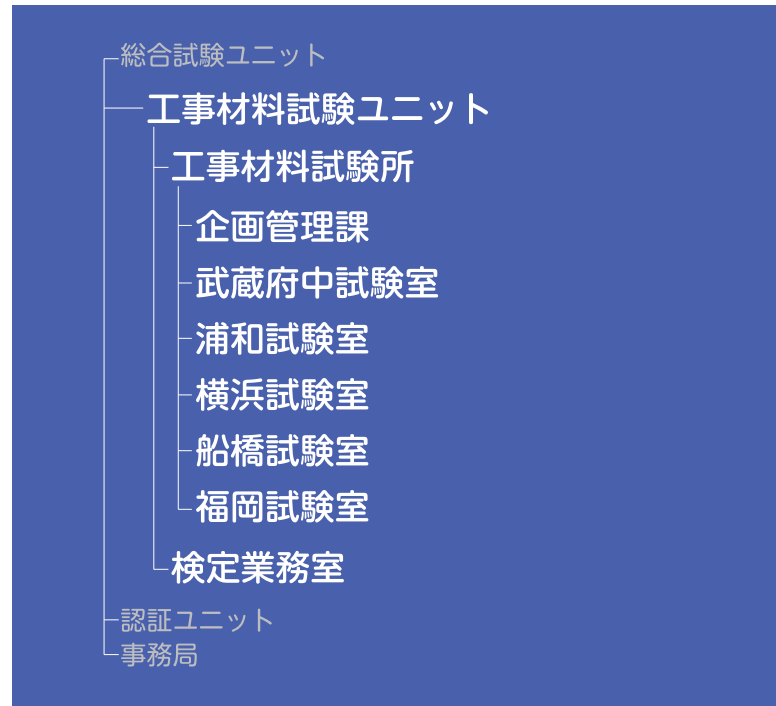 総合試験ユニット
工事材料試験ユニット
工事材料試験所
企画管理課
武蔵府中試験室
浦和試験室
横浜試験室
船橋試験室
福岡試験室
検定業務室
認証ユニット
事務局